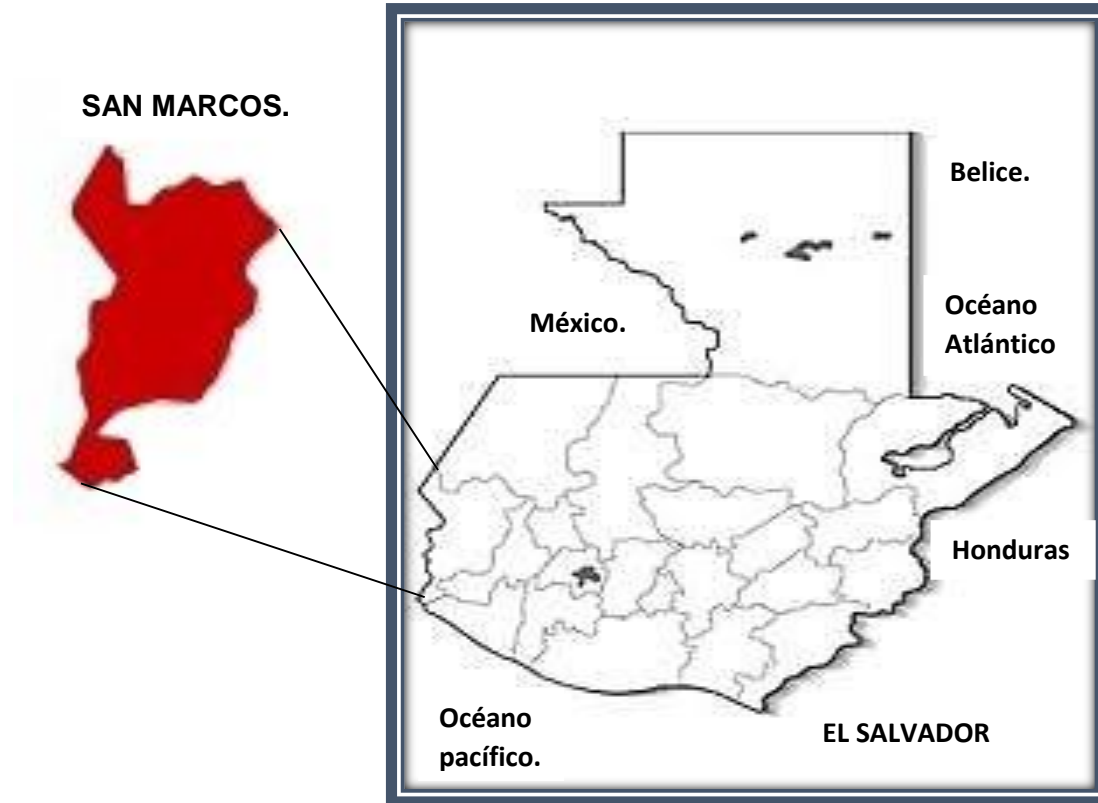 SAN MARCOS.
Belice.
México.
Océano
Atlántico
Honduras
Océano
pacífico.
EL SALVADOR